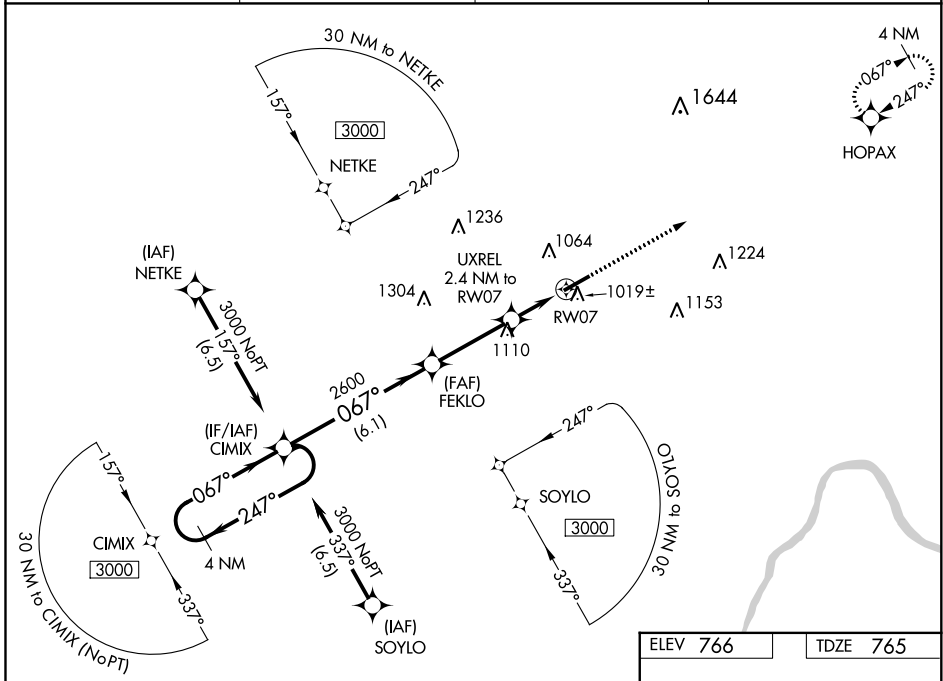 30 NM to NETKE
157°
3000
NETKE
247°
4 NM
067°
247°
HOPAX
1644
1236
1064
1224
UXREL
2.4 NM to
RW07
1304
1019±
RW07
1153
1110
(IAF)
NETKE
3000 NoPT
157°
(6.5)
(FAF)
FEKLO
2600
067°
(6.1)
(IF/IAF)
CIMIX
067°
247°
4 NM
157°
CIMIX
3000
337°
30 NM to CIMIX (NoPT)
3000 NoPT
337°
(6.5)
(IAF)
SOYLO
247°
SOYLO
3000
337°
30 NM to SOYLO
ELEV 766
TDZE 765